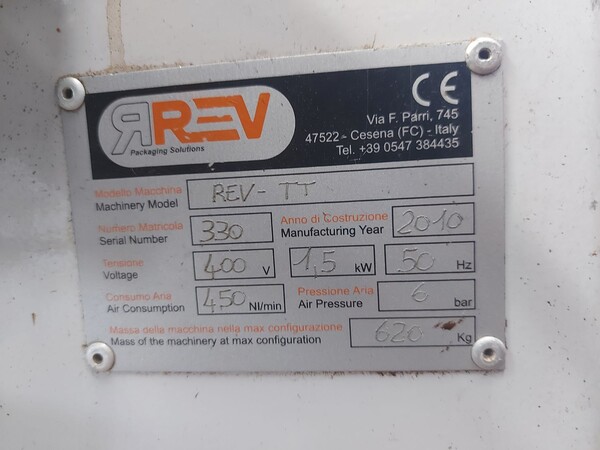 RREV
Packaging Solutions
CE
Via F. Parri, 745
47522 - Cesena (FC) - Italy
Tel. +39 0547 384435
Modello Macchina
Machinery Model REV-TT
Numero Matricola Anno di Costruzione
Serial Number 330 Manufacturing Year 2010
Tensione
Voltage 400 V 1,5 kW 50 Hz
Consumo Aria Pressione Aria
Air Consumption 450 Nl/min Air Pressure 6 bar
Massa delle macchina nella max configurazione
Mass of the machinery at max configuration 620 Kg